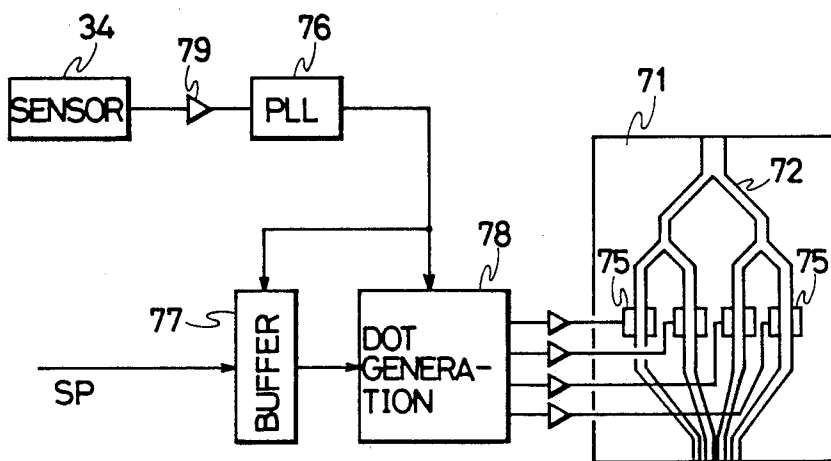 34
79
76
SENSOR
PLL
71
72
78
75
75
77
BUFFER
DOT
GENERA-
TION
SP